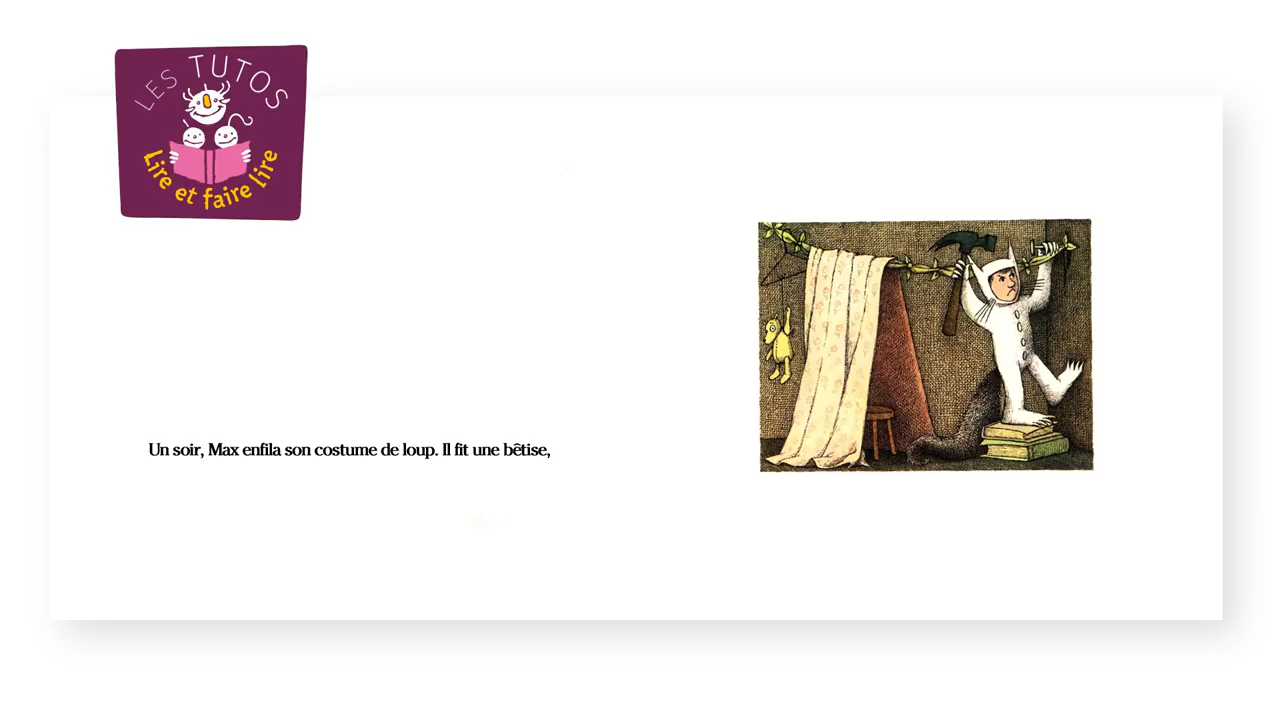 LES TUTOS
Lire et faire lire
Un soir, Max enfila son costume de loup. Il fit une bêtise,